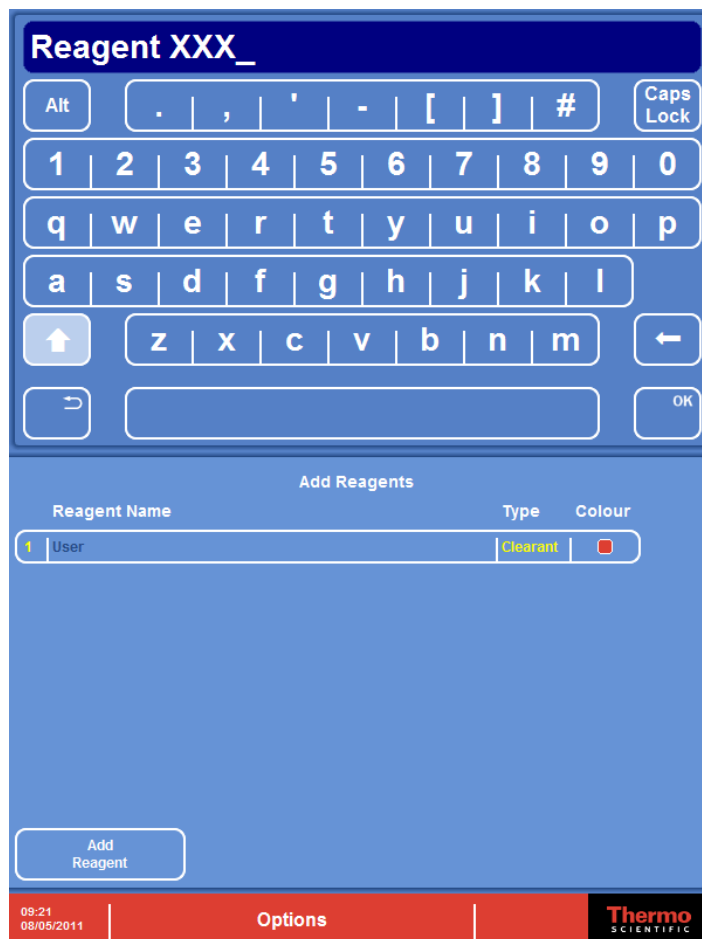 Reagent XXX_
Alt . , ' - [ ] # Caps Lock
1 2 3 4 5 6 7 8 9 0
q w e r t y u i o p
a s d f g h j k l
z x c v b n m
OK
Add Reagents
Reagent Name Type Colour
1 User Clearant
Add
Reagent
09:21
08/05/2011
Options
Thermo
SCIENTIFIC